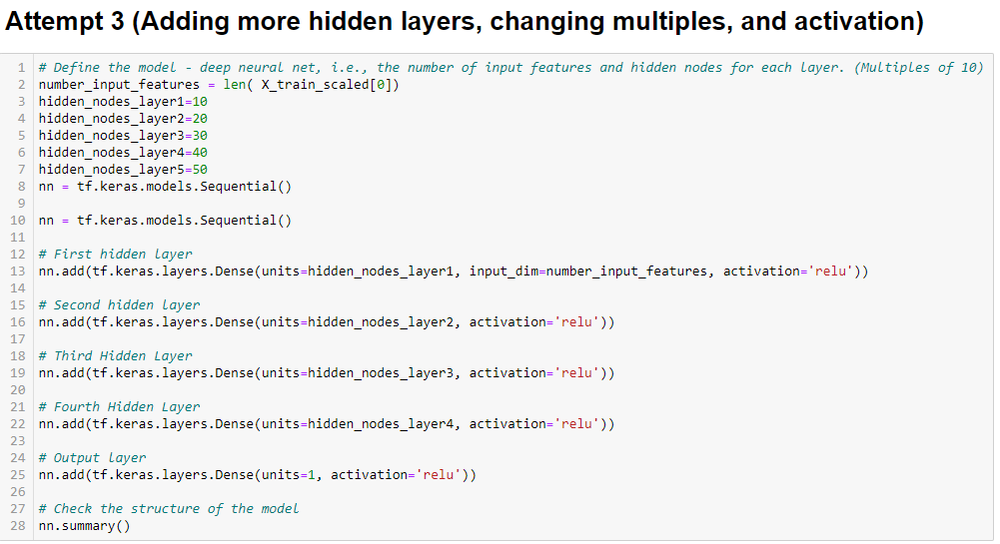 Attempt 3 (Adding more hidden layers, changing multiples, and activation)
1 # Define the model - deep neural net, i.e., the number of input features and hidden nodes for each layer. (Multiples of 10)
2 number_input_features = len( X_train_scaled[0])
3 hidden_nodes_layer1=10
4 hidden_nodes_layer2=20
5 hidden_nodes_layer3=30
6 hidden_nodes_layer4=40
7 hidden_nodes_layer5=50
8 nn = tf.keras.models.Sequential()
9
10 nn = tf.keras.models.Sequential()
11
12 # First hidden layer
13 nn.add(tf.keras.layers.Dense(units=hidden_nodes_layer1, input_dim=number_input_features, activation='relu'))
14
15 # Second hidden layer
16 nn.add(tf.keras.layers.Dense(units=hidden_nodes_layer2, activation='relu'))
17
18 # Third Hidden Layer
19 nn.add(tf.keras.layers.Dense(units=hidden_nodes_layer3, activation='relu'))
20
21 # Fourth Hidden Layer
22 nn.add(tf.keras.layers.Dense(units=hidden_nodes_layer4, activation='relu'))
23
24 # Output layer
25 nn.add(tf.keras.layers.Dense(units=1, activation='relu'))
26
27 # Check the structure of the model
28 nn.summary()